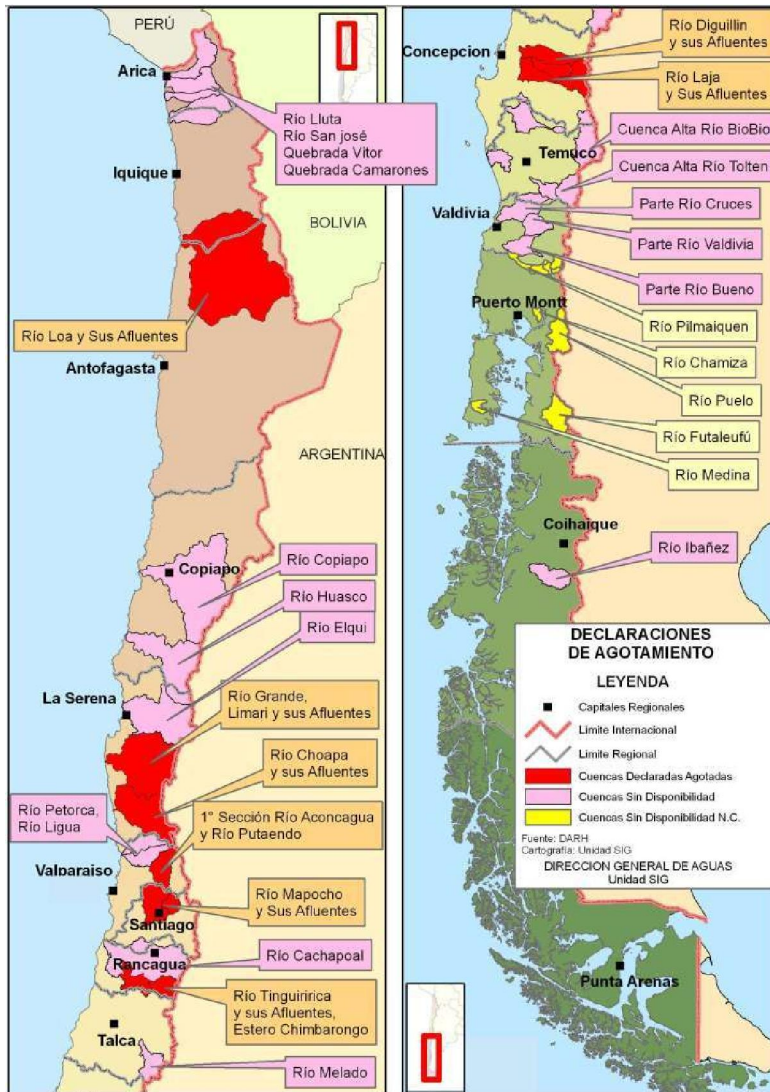 PERÚ
Arica
Río Lluta
Río San josé
Quebrada Vitor
Quebrada Camarones
Iquique
BOLIVIA
Río Loa y Sus Afluentes
Antofagasta
ARGENTINA
Copiapo
Río Copiapo
Río Huasco
Río Elqui
La Serena
Río Grande,
Limari y sus Afluentes
Río Choapa
y sus Afluentes
Río Petorca,
Río Ligua
1° Sección Río Aconcagua
y Río Putaendo
Valparaiso
Río Mapocho
y Sus Afluentes
Santiago
Rancagua
Río Cachapoal
Río Tinguiririca
y sus Afluentes,
Estero Chimbarongo
Talca
Río Melado
Concepcion
Río Diguillin
y sus Afluentes
Río Laja
y Sus Afluentes
Cuenca Alta Río BioBio
Temuco
Cuenca Alta Río Tolten
Parte Río Cruces
Valdivia
Parte Río Valdivia
Parte Río Bueno
Puerto Montt
Río Pilmaiquen
Río Chamiza
Río Puelo
Río Futaleufú
Río Medina
Coihaique
Río Ibañez
DECLARACIONES
DE AGOTAMIENTO
LEYENDA
Capitales Regionales
Limite Internacional
Limite Regional
Cuencas Declaradas Agotadas
Cuencas Sin Disponibilidad
Cuencas Sin Disponibilidad N.C.
Fuente: DARH
Cartografía: Unidad SIG
DIRECCION GENERAL DE AGUAS
Unidad SIG
Punta Arenas